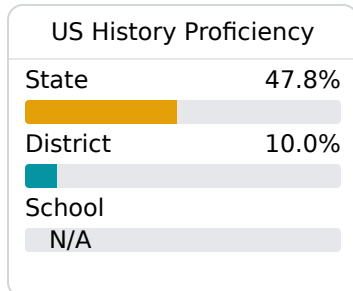 US History Proficiency
State 47.8%
District 10.0%
School
N/A